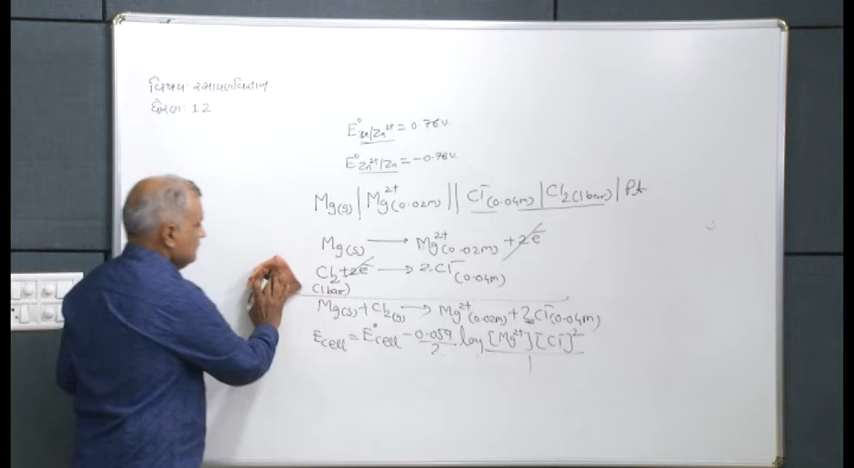 વિષય: રસાયણવિજ્ઞાન
ધોરણ: 12
E° Zn/Zn²⁺ = 0.76V.
E° Zn²⁺/Zn = -0.76V.
Mg(s) | Mg²⁺(0.02m) || Cl⁻(0.04m) | Cl₂(1bar) | Pt
Mg(s) ⟶ Mg²⁺(0.02m) + 2e⁻
Cl₂ + 2e⁻ ⟶ 2Cl⁻(0.04m)
(1bar)
Mg(s) + Cl₂(g) ⟶ Mg²⁺(0.02m) + 2Cl⁻(0.04m)
Ecell = E°cell - 0.059/2 log [Mg²⁺][Cl⁻]²/1